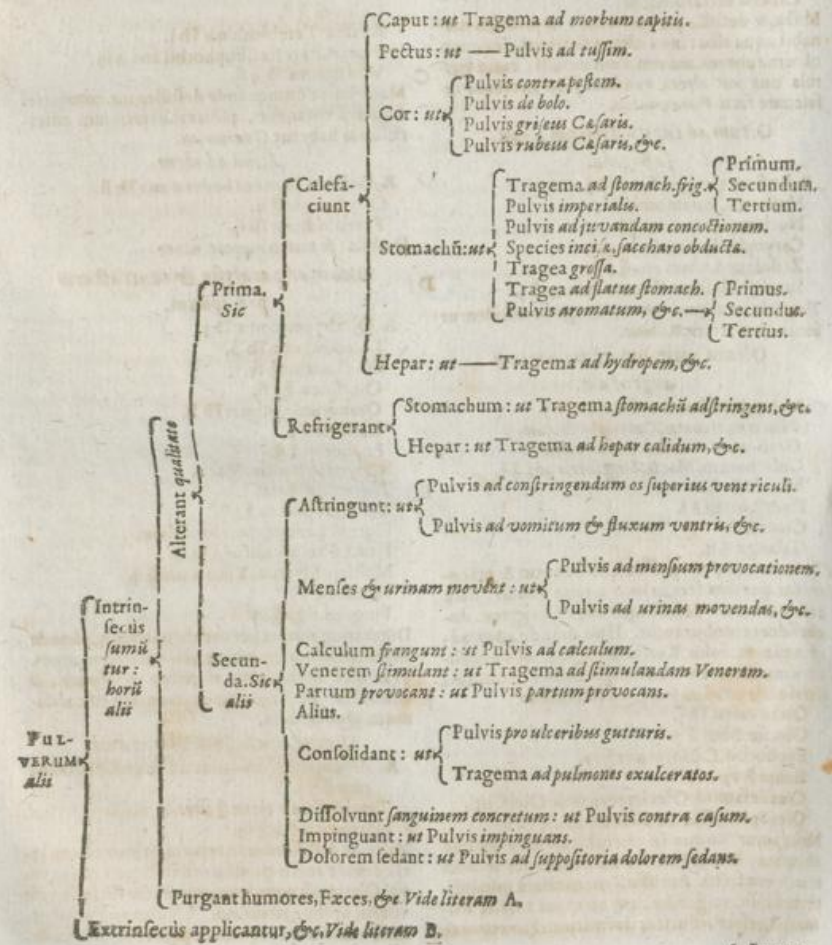 Caput : ut Tragema ad morbum capitis.
Pectus : ut — Pulvis ad tussim.
Cor : ut
Pulvis contra pestem.
Pulvis de bolo.
Pulvis griseus Cæsaris.
Pulvis rubeus Cæsaris, &c.
Calefa-
ciunt
Stomachū : ut
Tragema ad stomach. frig.
Primum.
Secundum.
Tertium.
Pulvis imperialis.
Pulvis ad juvandam concoctionem.
Species incisa, saccharo obducta.
Tragea grossa.
Tragea ad flatus stomach.
Pulvis aromatum, &c. —
Primus.
Secundus.
Tertius.
Prima.
Sic
Hepar : ut — Tragema ad hydropem, &c.
Refrigerant
Stomachum : ut Tragema stomachū adstringens, &c.
Hepar : ut Tragema ad hepar calidum, &c.
Alterant qualitate
Astringunt : ut
Pulvis ad constringendum os superius ventriculi.
Pulvis ad vomitum & fluxum ventris, &c.
Menses & urinam movent : ut
Pulvis ad mensium provocationem.
Pulvis ad urinas movendas, &c.
Intrin-
secùs
sumū
tur :
horū
alii
Secun-
da. Sic
alii
Calculum frangunt : ut Pulvis ad calculum.
Venerem stimulant : ut Tragema ad stimulandam Venerem.
Partum provocant : ut Pulvis partum provocans.
Alius.
PUL-
VERUM
alii
Consolidant : ut
Pulvis pro ulceribus gutturis.
Tragema ad pulmones exulceratos.
Dissolvunt sanguinem concretum : ut Pulvis contra casum.
Impinguant : ut Pulvis impinguans.
Dolorem sedant : ut Pulvis ad suppositoria dolorem sedans.
Purgant humores, Fæces, &c. Vide literam A.
Extrinsecùs applicantur, &c. Vide literam B.